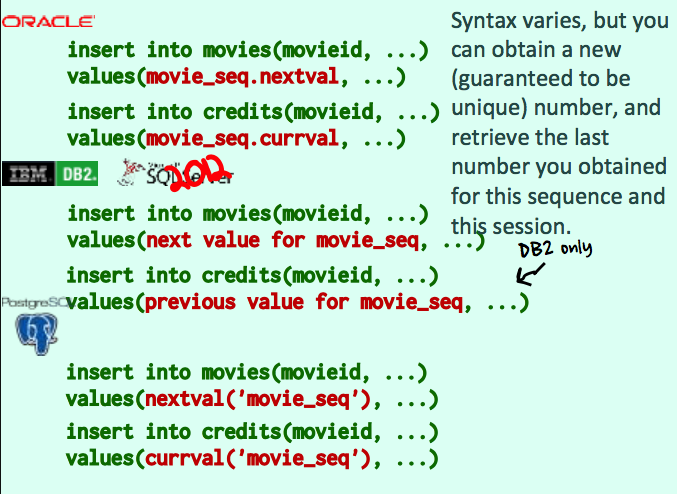 ORACLE
insert into movies(movieid, ...)
values(movie_seq.nextval, ...)
insert into credits(movieid, ...)
values(movie_seq.currval, ...)
Syntax varies, but you
can obtain a new
(guaranteed to be
unique) number, and
retrieve the last
number you obtained
for this sequence and
this session.
IBM. DB2.
SQL Server
2012
insert into movies(movieid, ...)
values(next value for movie_seq, ...)
DB2 only
insert into credits(movieid, ...)
values(previous value for movie_seq, ...)
PostgreSQ
insert into movies(movieid, ...)
values(nextval('movie_seq'), ...)
insert into credits(movieid, ...)
values(currval('movie_seq'), ...)